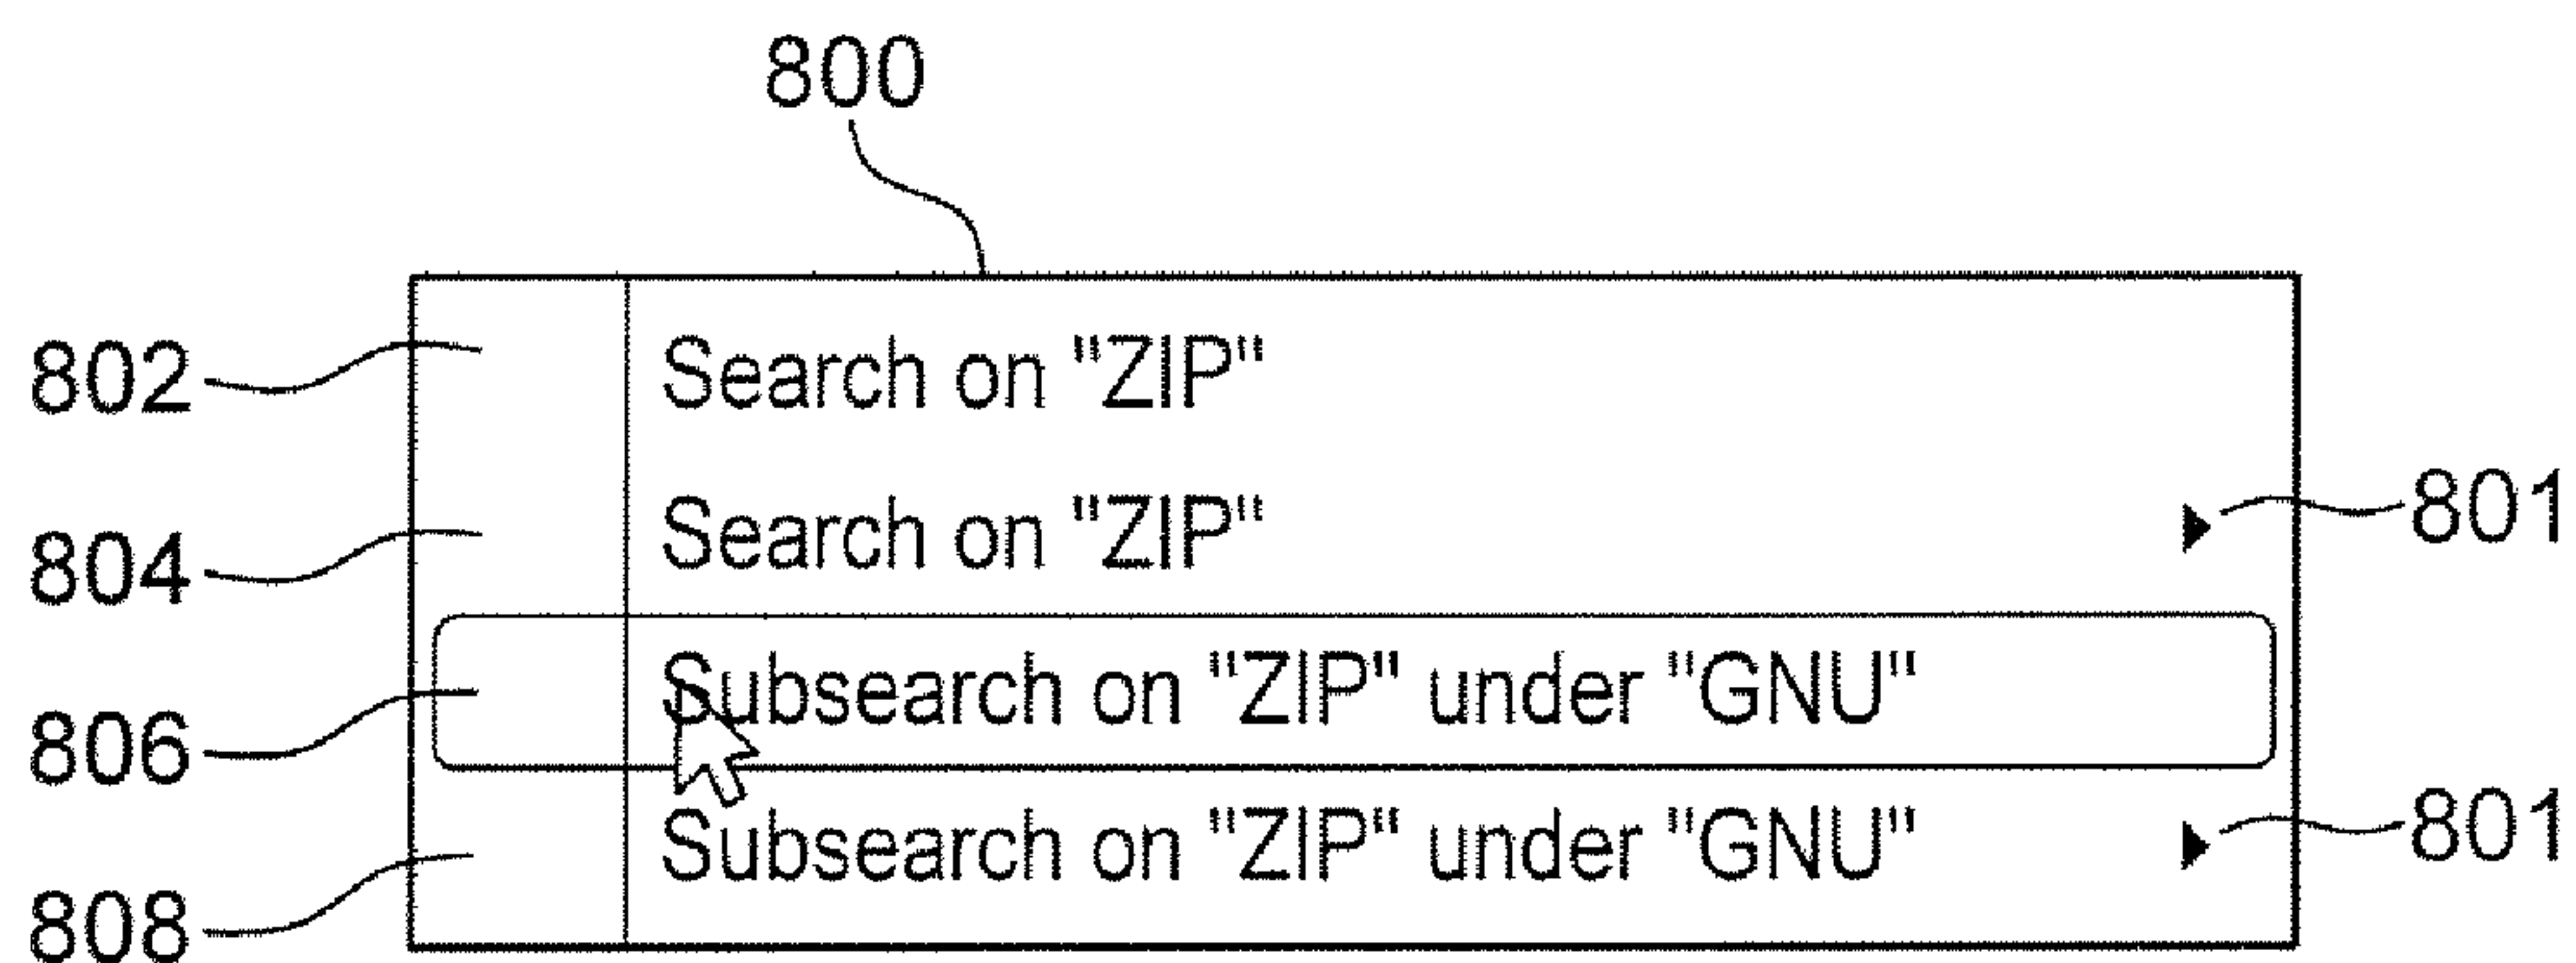 800
802 Search on "ZIP"
804 Search on "ZIP" 801
806 Subsearch on "ZIP" under "GNU"
808 Subsearch on "ZIP" under "GNU" 801